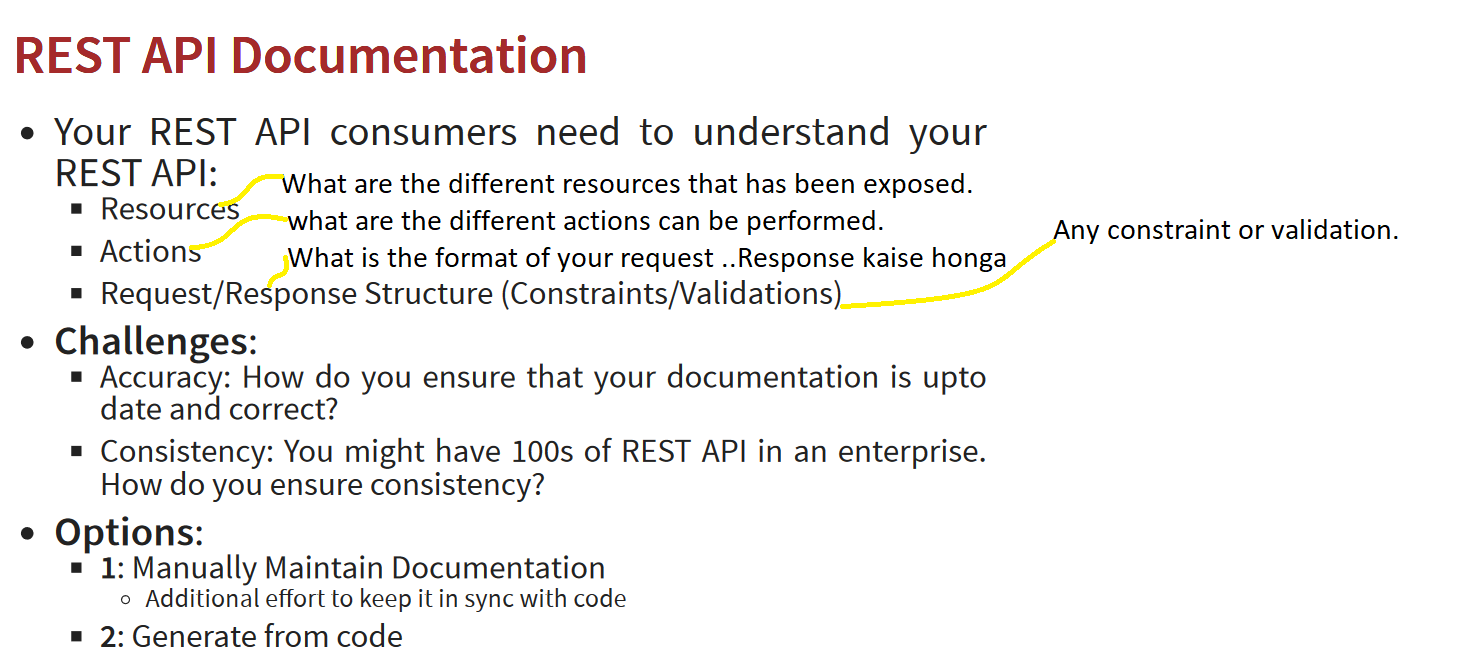 REST API Documentation
• Your REST API consumers need to understand your
REST API:
What are the different resources that has been exposed.
▪ Resources
what are the different actions can be performed.
Any constraint or validation.
▪ Actions
What is the format of your request ..Response kaise honga
▪ Request/Response Structure (Constraints/Validations)
• Challenges:
▪ Accuracy: How do you ensure that your documentation is upto
date and correct?
▪ Consistency: You might have 100s of REST API in an enterprise.
How do you ensure consistency?
• Options:
▪ 1: Manually Maintain Documentation
○ Additional effort to keep it in sync with code
▪ 2: Generate from code